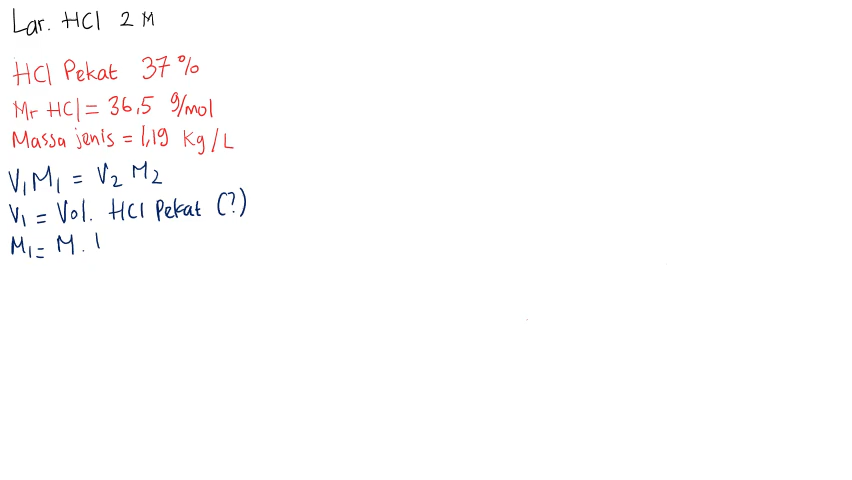 Lar. HCl 2 M
HCl Pekat 37 %
Mr HCl = 36,5 g/mol
Massa jenis = 1,19 Kg/L
V₁M₁ = V₂ M₂
V₁ = Vol. HCl Pekat (?)
M₁ = M.